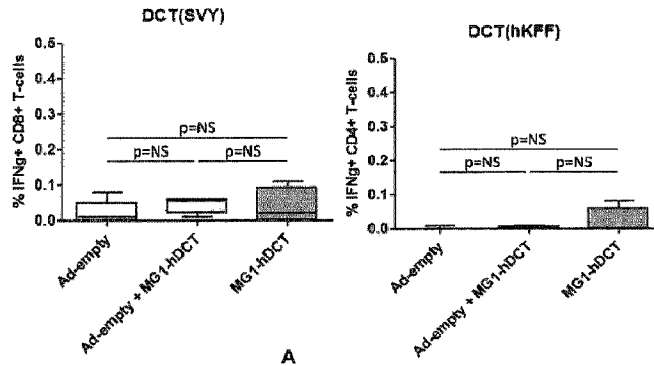 DCT(SVY)
% IFNg+ CD8+ T-cells
0.5
0.4
0.3
0.2
0.1
0.0
p=NS
p=NS
p=NS
Ad-empty
Ad-empty + MG1-hDCT
MG1-hDCT
DCT(hKFF)
% IFNg+ CD4+ T-cells
0.5
0.4
0.3
0.2
0.1
0.0
p=NS
p=NS
p=NS
Ad-empty
Ad-empty + MG1-hDCT
MG1-hDCT
A